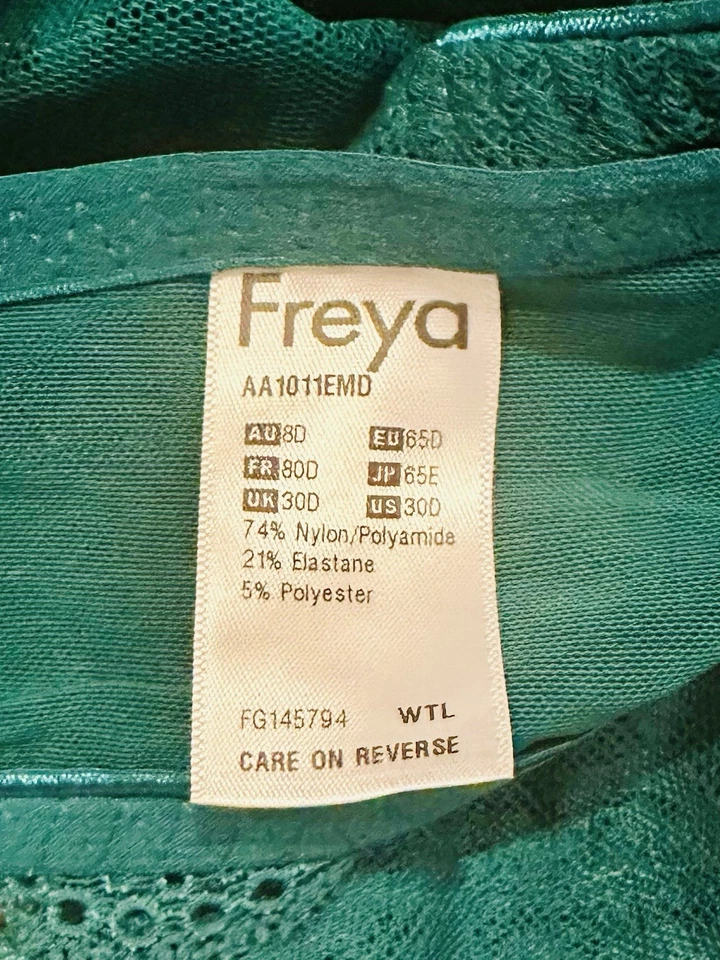 Freya
AA1011EMD
AU 8D EU 65D
FR 80D JP 65E
UK 30D US 30D
74% Nylon/Polyamide
21% Elastane
5% Polyester
FG145794 WTL
CARE ON REVERSE